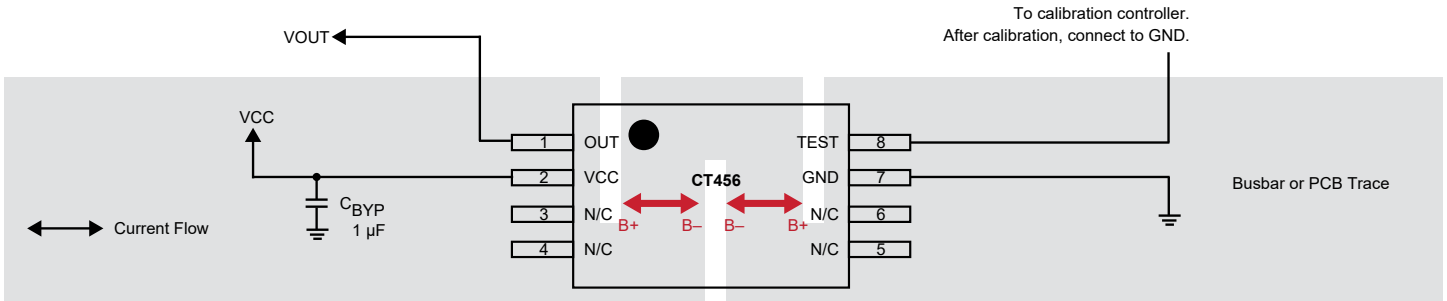 To calibration controller.
After calibration, connect to GND.
VOUT
VCC
1 OUT
TEST 8
2 VCC
CT456
GND 7
Busbar or PCB Trace
CBYP
1 µF
3 N/C
N/C 6
B+ B– B– B+
Current Flow
4 N/C
N/C 5